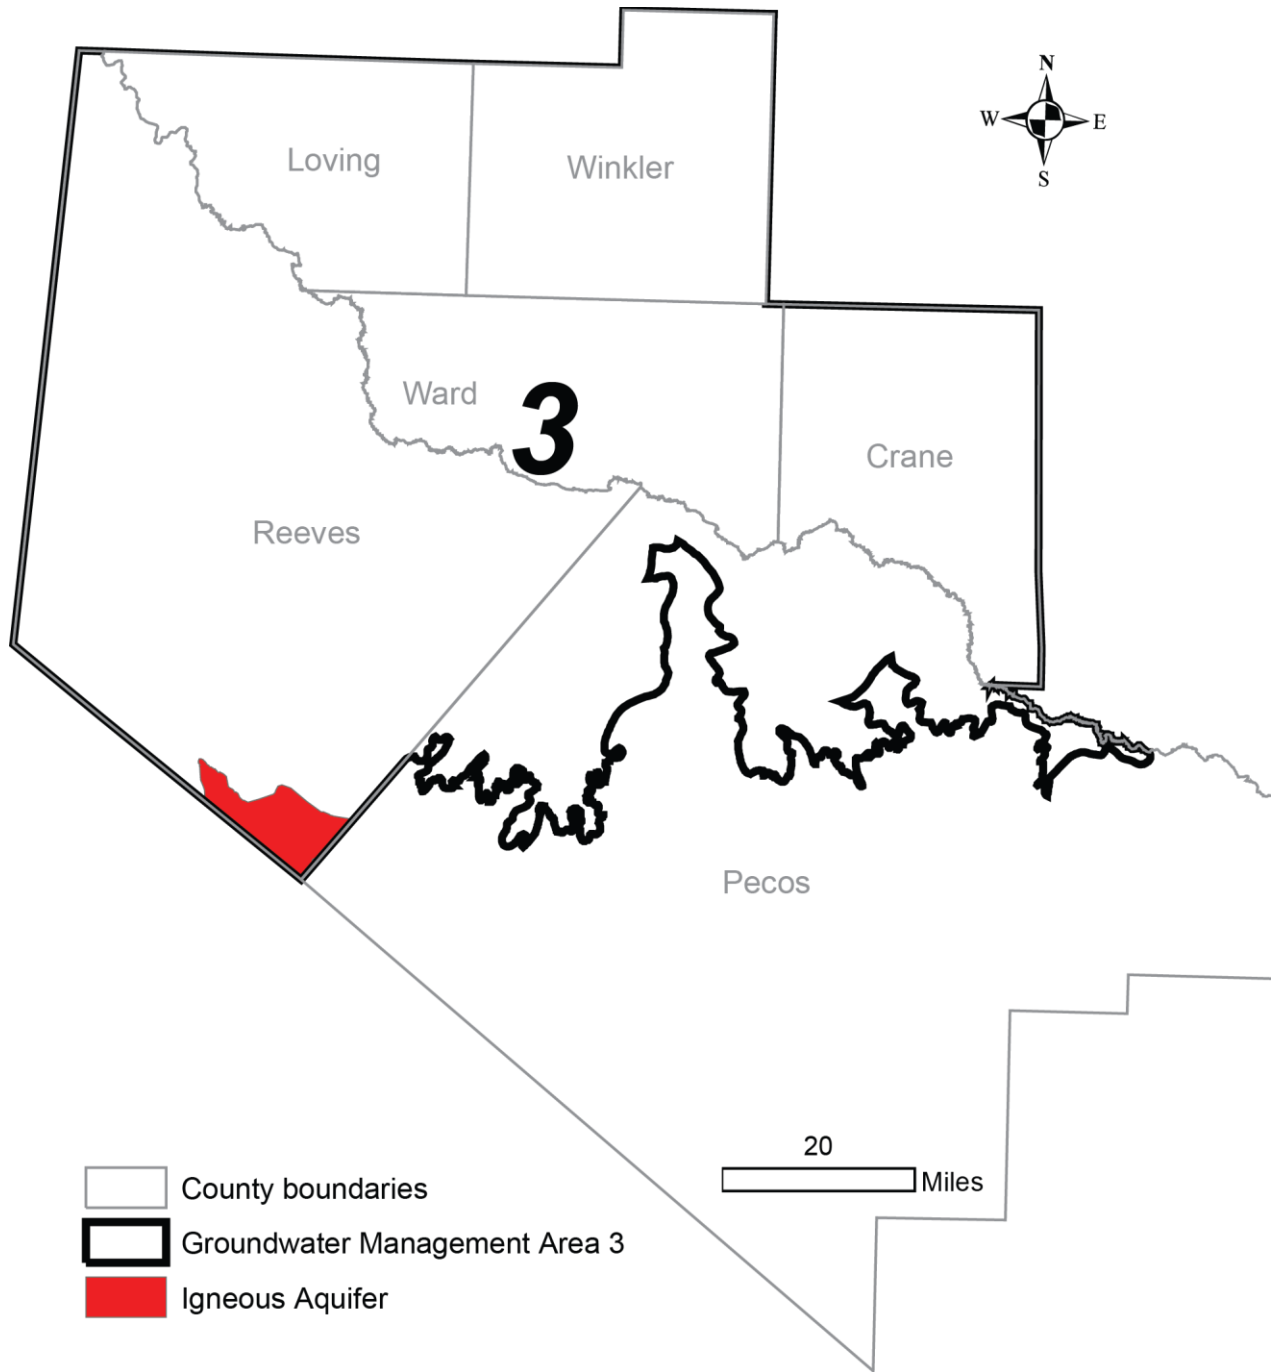 N
W
E
S
Loving
Winkler
Ward
3
Crane
Reeves
Pecos
20
Miles
County boundaries
Groundwater Management Area 3
Igneous Aquifer